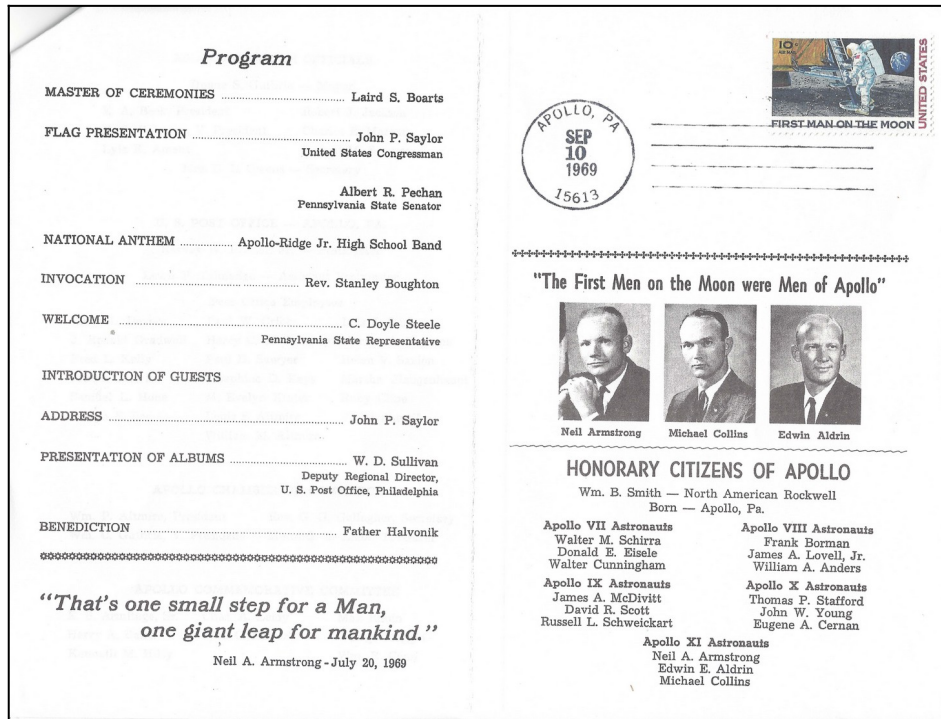 Program
MASTER OF CEREMONIES ........................ Laird S. Boarts
FLAG PRESENTATION ................................ John P. Saylor
United States Congressman
Albert R. Pechan
Pennsylvania State Senator
NATIONAL ANTHEM ................ Apollo-Ridge Jr. High School Band
INVOCATION ................................ Rev. Stanley Boughton
WELCOME ................................ C. Doyle Steele
Pennsylvania State Representative
INTRODUCTION OF GUESTS
ADDRESS ................................ John P. Saylor
PRESENTATION OF ALBUMS ........................ W. D. Sullivan
Deputy Regional Director,
U. S. Post Office, Philadelphia
BENEDICTION ................................ Father Halvonik
"That's one small step for a Man,
one giant leap for mankind."
Neil A. Armstrong - July 20, 1969
10¢
AIR MAIL
UNITED STATES
FIRST MAN ON THE MOON
APOLLO, PA
SEP
10
1969
15613
"The First Men on the Moon were Men of Apollo"
Neil Armstrong Michael Collins Edwin Aldrin
HONORARY CITIZENS OF APOLLO
Wm. B. Smith — North American Rockwell
Born — Apollo, Pa.
Apollo VII Astronauts
Walter M. Schirra
Donald E. Eisele
Walter Cunningham
Apollo VIII Astronauts
Frank Borman
James A. Lovell, Jr.
William A. Anders
Apollo IX Astronauts
James A. McDivitt
David R. Scott
Russell L. Schweickart
Apollo X Astronauts
Thomas P. Stafford
John W. Young
Eugene A. Cernan
Apollo XI Astronauts
Neil A. Armstrong
Edwin E. Aldrin
Michael Collins